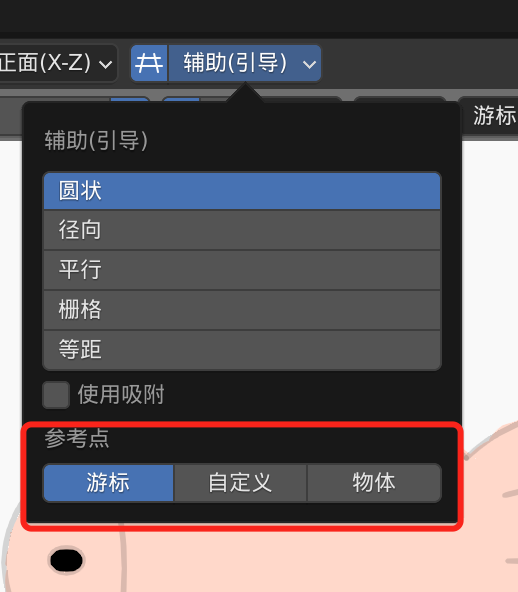 正面(X-Z)
辅助(引导)
游标
辅助(引导)
圆状
径向
平行
栅格
等距
使用吸附
参考点
游标 自定义 物体